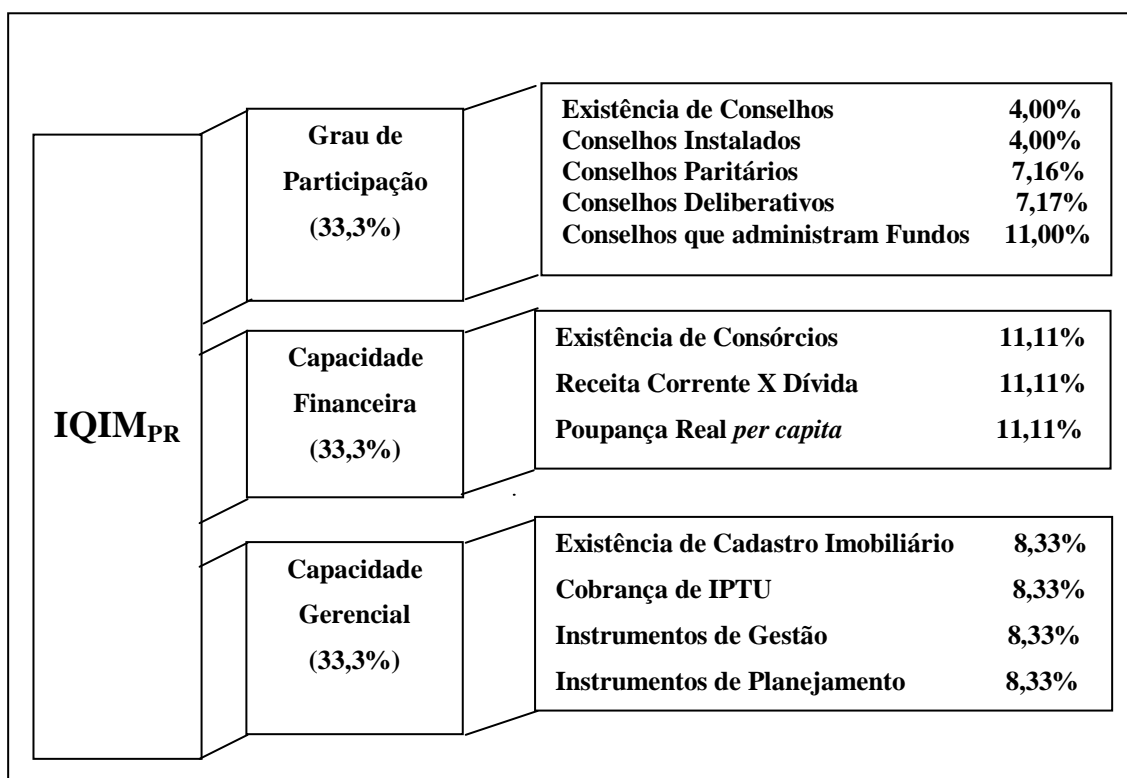 IQIMPR
Grau de
Participação
(33,3%)
Existência de Conselhos 4,00%
Conselhos Instalados 4,00%
Conselhos Paritários 7,16%
Conselhos Deliberativos 7,17%
Conselhos que administram Fundos 11,00%
Capacidade
Financeira
(33,3%)
Existência de Consórcios 11,11%
Receita Corrente X Dívida 11,11%
Poupança Real per capita 11,11%
Capacidade
Gerencial
(33,3%)
Existência de Cadastro Imobiliário 8,33%
Cobrança de IPTU 8,33%
Instrumentos de Gestão 8,33%
Instrumentos de Planejamento 8,33%